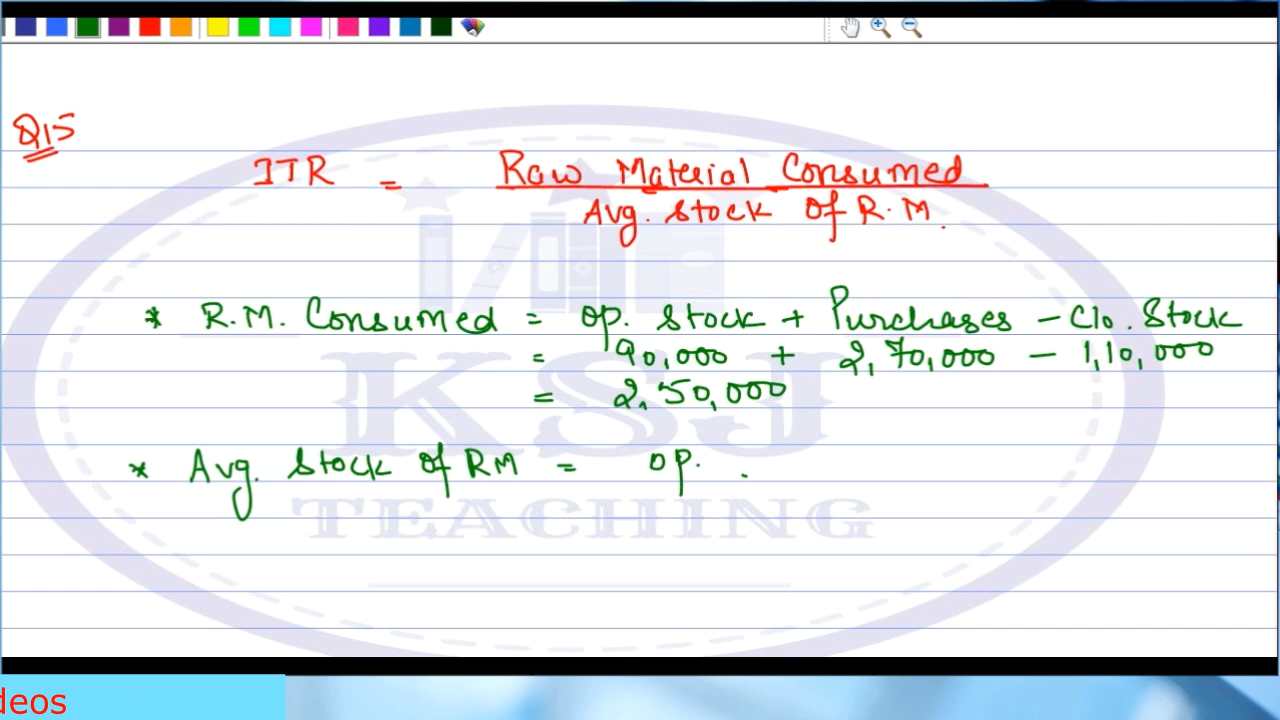 Q15
ITR = Raw Material Consumed
Avg. Stock Of R.M.
* R.M. Consumed = Op. Stock + Purchases - Clo. Stock
= 90,000 + 2,70,000 - 1,10,000
= 2,50,000
* Avg. Stock Of RM = Op. .
KSJ
TEACHING
deos